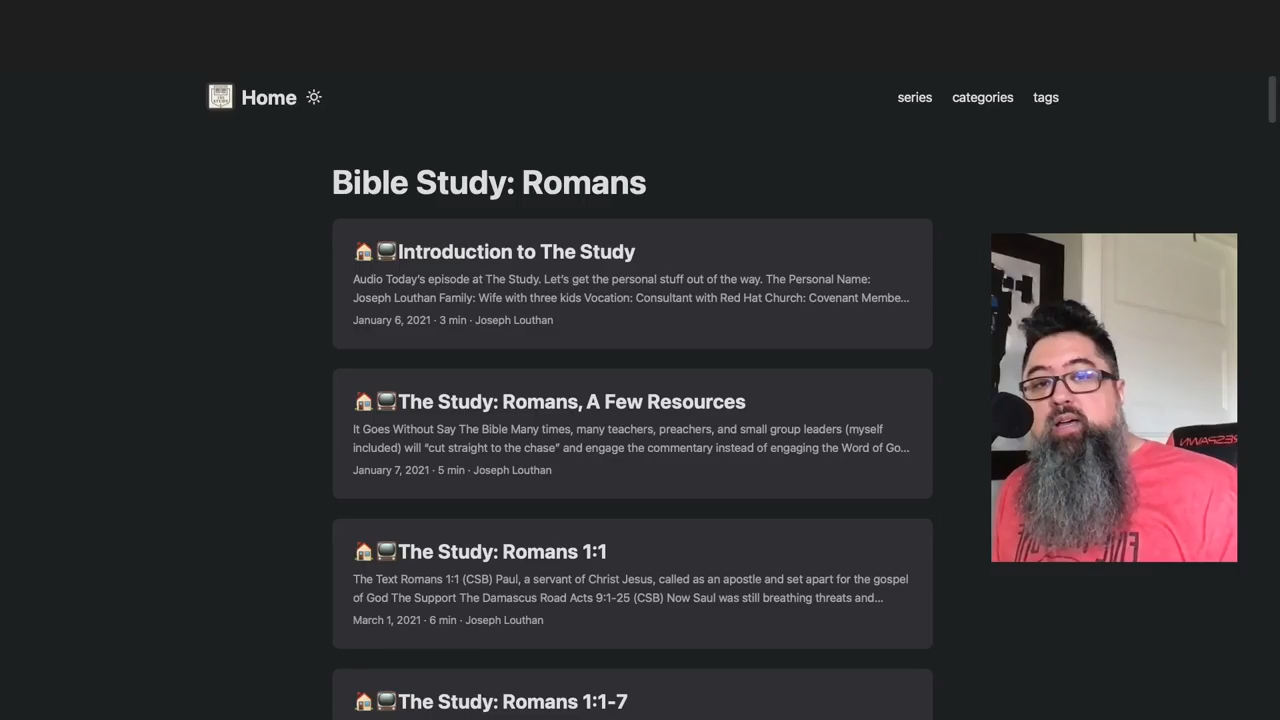 Home
series categories tags
Bible Study: Romans
Introduction to The Study
Audio Today's episode at The Study. Let's get the personal stuff out of the way. The Personal Name:
Joseph Louthan Family: Wife with three kids Vocation: Consultant with Red Hat Church: Covenant Membe...
January 6, 2021 · 3 min · Joseph Louthan
The Study: Romans, A Few Resources
It Goes Without Say The Bible Many times, many teachers, preachers, and small group leaders (myself
included) will “cut straight to the chase” and engage the commentary instead of engaging the Word of Go...
January 7, 2021 · 5 min · Joseph Louthan
The Study: Romans 1:1
The Text Romans 1:1 (CSB) Paul, a servant of Christ Jesus, called as an apostle and set apart for the gospel
of God The Support The Damascus Road Acts 9:1-25 (CSB) Now Saul was still breathing threats and...
March 1, 2021 · 6 min · Joseph Louthan
The Study: Romans 1:1-7